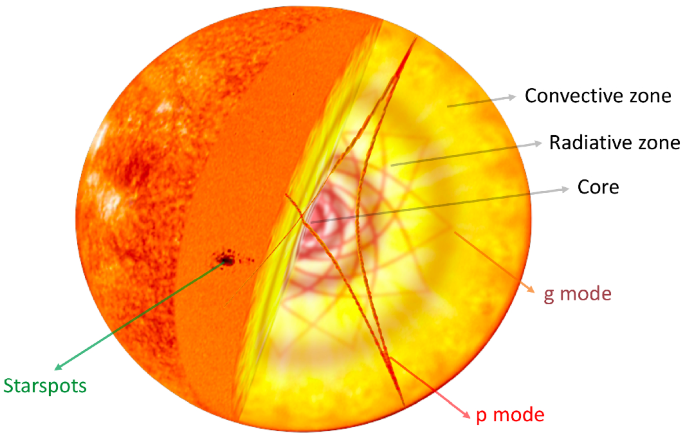 Convective zone
Radiative zone
Core
g mode
Starspots
p mode